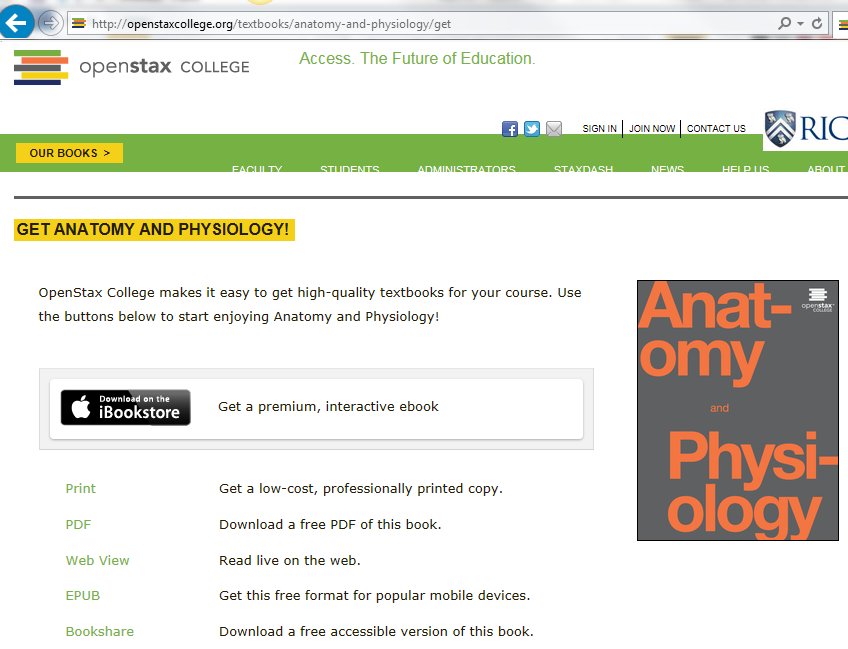 http://openstaxcollege.org/textbooks/anatomy-and-physiology/get
openstax COLLEGE
Access. The Future of Education.
SIGN IN JOIN NOW CONTACT US
RIC
OUR BOOKS >
FACULTY STUDENTS ADMINISTRATORS STAXDASH NEWS HELP US ABOUT
GET ANATOMY AND PHYSIOLOGY!
OpenStax College makes it easy to get high-quality textbooks for your course. Use
the buttons below to start enjoying Anatomy and Physiology!
Download on the
iBookstore
Get a premium, interactive ebook
Print Get a low-cost, professionally printed copy.
PDF Download a free PDF of this book.
Web View Read live on the web.
EPUB Get this free format for popular mobile devices.
Bookshare Download a free accessible version of this book.
openstax
COLLEGE
Anat-
omy
and
Physi-
ology